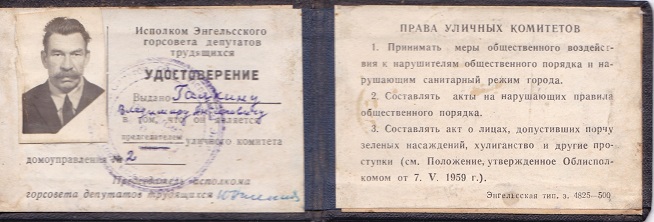 Исполком Энгельсского
горсовета депутатов
трудящихся
УДОСТОВЕРЕНИЕ
Выдано Галкину
Владимиру
в том, что он является
председателем уличного комитета
домоуправления № 2
Председатель исполкома
горсовета депутатов трудящихся
ПРАВА УЛИЧНЫХ КОМИТЕТОВ
1. Принимать меры общественного воздейс-
твия к нарушителям общественного порядка и на-
рушающим санитарный режим города.
2. Составлять акты на нарушающих правила
общественного порядка.
3. Составлять акт о лицах, допустивших порчу
зеленых насаждений, хулиганство и другие про-
ступки (см. Положение, утвержденное Облиспол-
комом от 7. V. 1959 г.).
Энгельсская тип. з. 4825—500